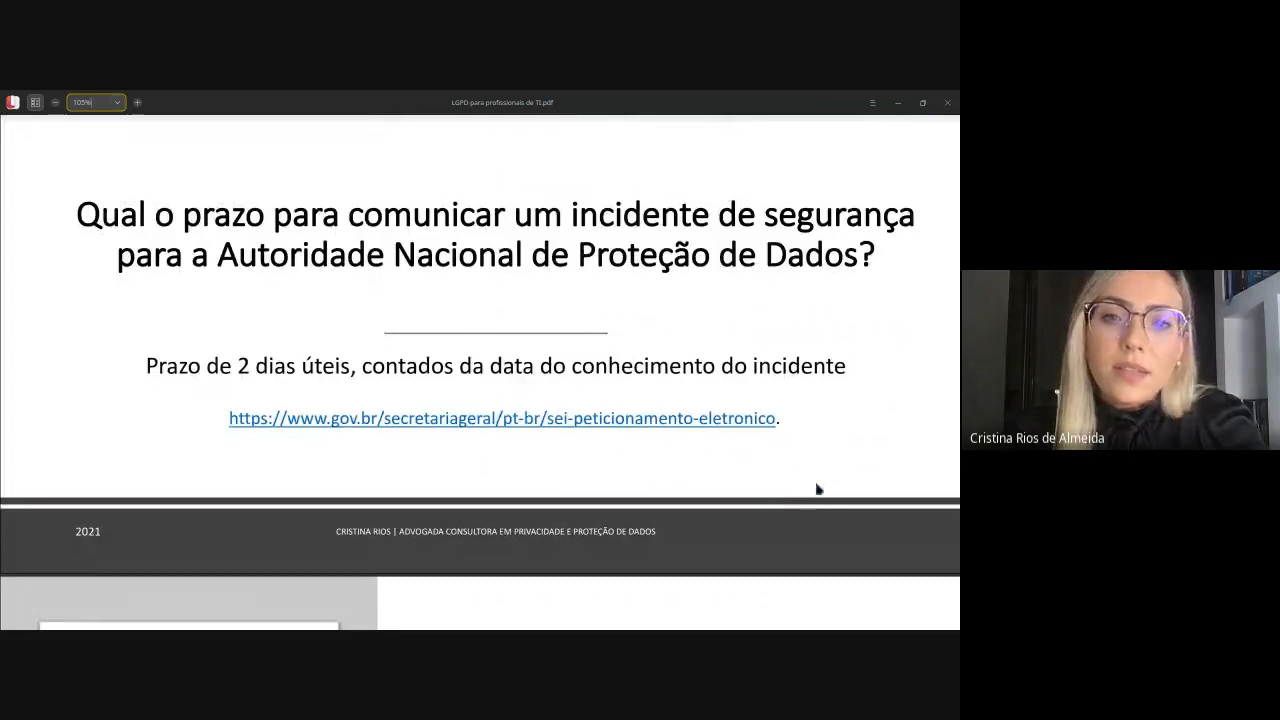 105%
LGPD para profissionais de TI.pdf
Qual o prazo para comunicar um incidente de segurança
para a Autoridade Nacional de Proteção de Dados?
Prazo de 2 dias úteis, contados da data do conhecimento do incidente
https://www.gov.br/secretariageral/pt-br/sei-peticionamento-eletronico.
2021
CRISTINA RIOS | ADVOGADA CONSULTORA EM PRIVACIDADE E PROTEÇÃO DE DADOS
Cristina Rios de Almeida